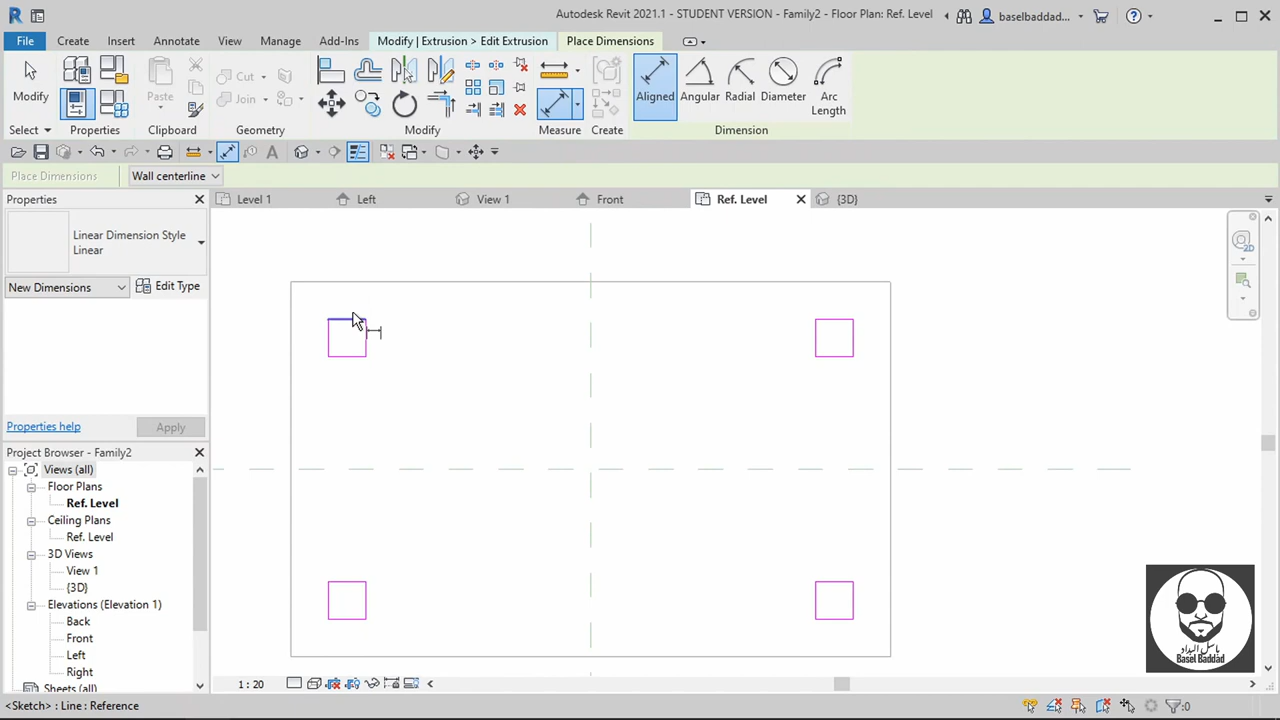 Autodesk Revit 2021.1 - STUDENT VERSION - Family2 - Floor Plan: Ref. Level
baselbaddad...
File Create Insert Annotate View Manage Add-Ins Modify | Extrusion > Edit Extrusion Place Dimensions
Modify
Paste
Cut
Join
Aligned Angular Radial Diameter Arc Length
Select Properties Clipboard Geometry Modify Measure Create Dimension
Place Dimensions Wall centerline
Properties
Level 1 Left View 1 Front Ref. Level {3D}
Linear Dimension Style
Linear
New Dimensions Edit Type
2D
Properties help Apply
Project Browser - Family2
Views (all)
Floor Plans
Ref. Level
Ceiling Plans
Ref. Level
3D Views
View 1
{3D}
Elevations (Elevation 1)
Back
Front
Left
Right
Sheets (all)
باسل البداد
Basel Baddad
1 : 20
<Sketch> : Line : Reference
:0